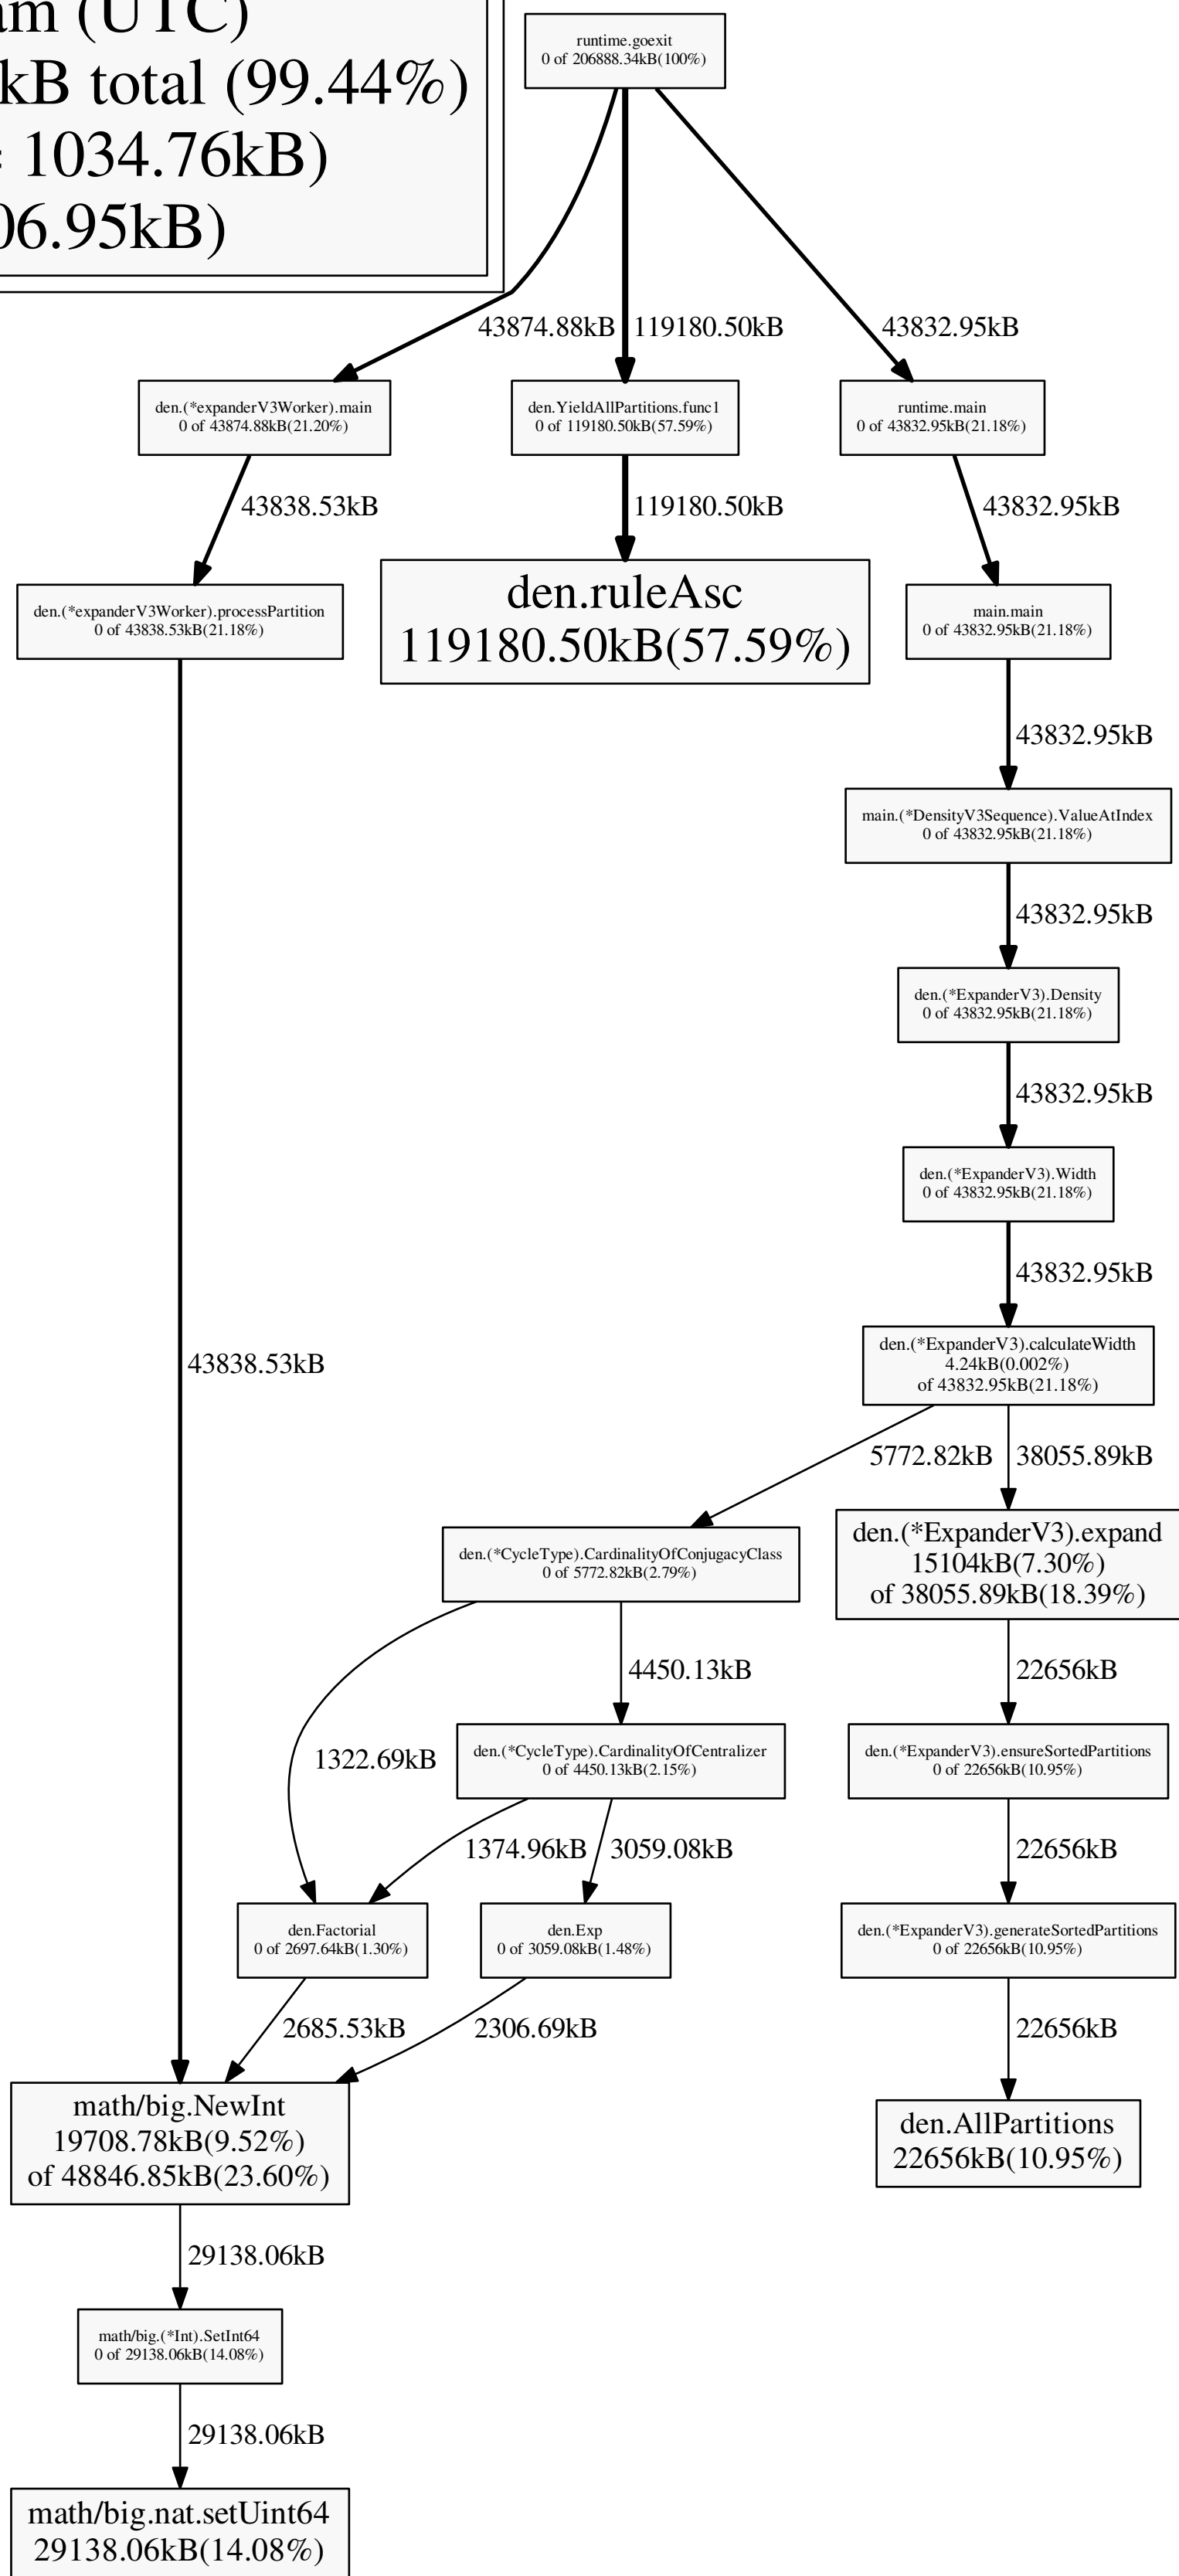 (UTC)
kB total (99.44%)
1034.76kB)
06.95kB)
runtime.goexit
0 of 206888.34kB(100%)
43874.88kB
119180.50kB
43832.95kB
den.(*expanderV3Worker).main
0 of 43874.88kB(21.20%)
den.YieldAllPartitions.func1
0 of 119180.50kB(57.59%)
runtime.main
0 of 43832.95kB(21.18%)
43838.53kB
119180.50kB
43832.95kB
den.(*expanderV3Worker).processPartition
0 of 43838.53kB(21.18%)
den.ruleAsc
119180.50kB(57.59%)
main.main
0 of 43832.95kB(21.18%)
43832.95kB
main.(*DensityV3Sequence).ValueAtIndex
0 of 43832.95kB(21.18%)
43832.95kB
den.(*ExpanderV3).Density
0 of 43832.95kB(21.18%)
43832.95kB
den.(*ExpanderV3).Width
0 of 43832.95kB(21.18%)
43832.95kB
43838.53kB
den.(*ExpanderV3).calculateWidth
4.24kB(0.002%)
of 43832.95kB(21.18%)
5772.82kB
38055.89kB
den.(*CycleType).CardinalityOfConjugacyClass
0 of 5772.82kB(2.79%)
den.(*ExpanderV3).expand
15104kB(7.30%)
of 38055.89kB(18.39%)
4450.13kB
22656kB
1322.69kB
den.(*CycleType).CardinalityOfCentralizer
0 of 4450.13kB(2.15%)
den.(*ExpanderV3).ensureSortedPartitions
0 of 22656kB(10.95%)
1374.96kB
3059.08kB
22656kB
den.Factorial
0 of 2697.64kB(1.30%)
den.Exp
0 of 3059.08kB(1.48%)
den.(*ExpanderV3).generateSortedPartitions
0 of 22656kB(10.95%)
2685.53kB
2306.69kB
22656kB
math/big.NewInt
19708.78kB(9.52%)
of 48846.85kB(23.60%)
den.AllPartitions
22656kB(10.95%)
29138.06kB
math/big.(*Int).SetInt64
0 of 29138.06kB(14.08%)
29138.06kB
math/big.nat.setUint64
29138.06kB(14.08%)